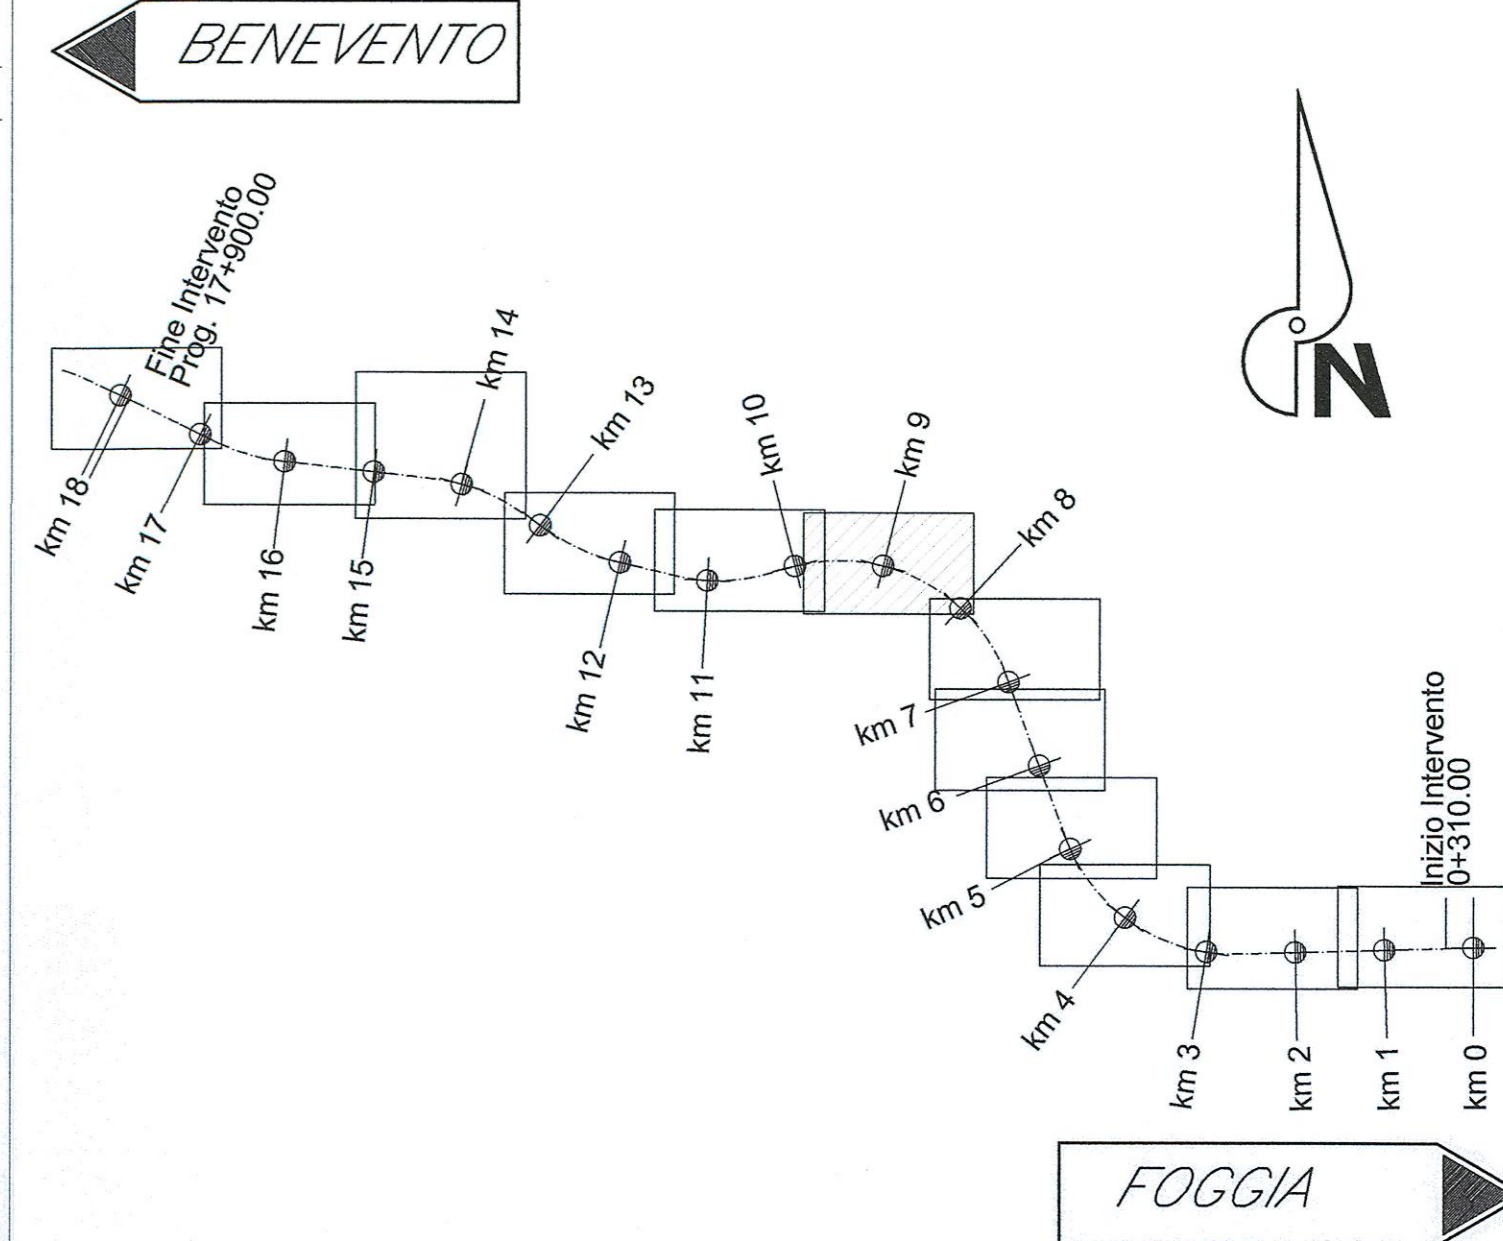 BENEVENTO
Fine Intervento
Prog. 17+900.00
N
km 18
km 17
km 16
km 15
km 14
km 13
km 12
km 11
km 10
km 9
km 8
km 7
km 6
km 5
km 4
km 3
km 2
km 1
km 0
Inizio Intervento
0+310.00
FOGGIA